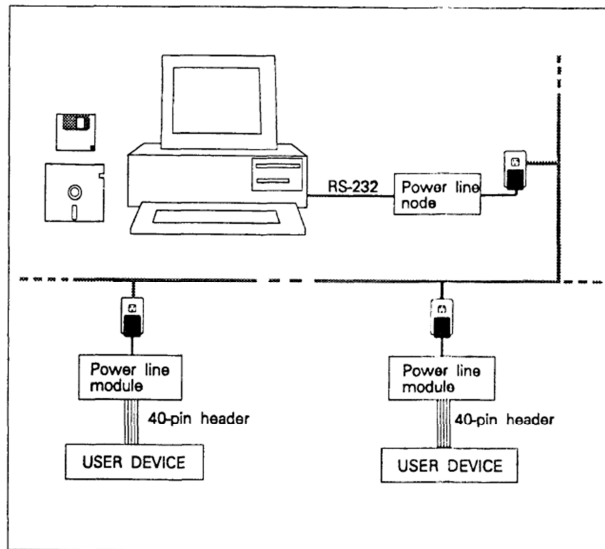 RS-232
Power line
node
Power line
module
40-pin header
USER DEVICE
Power line
module
40-pin header
USER DEVICE